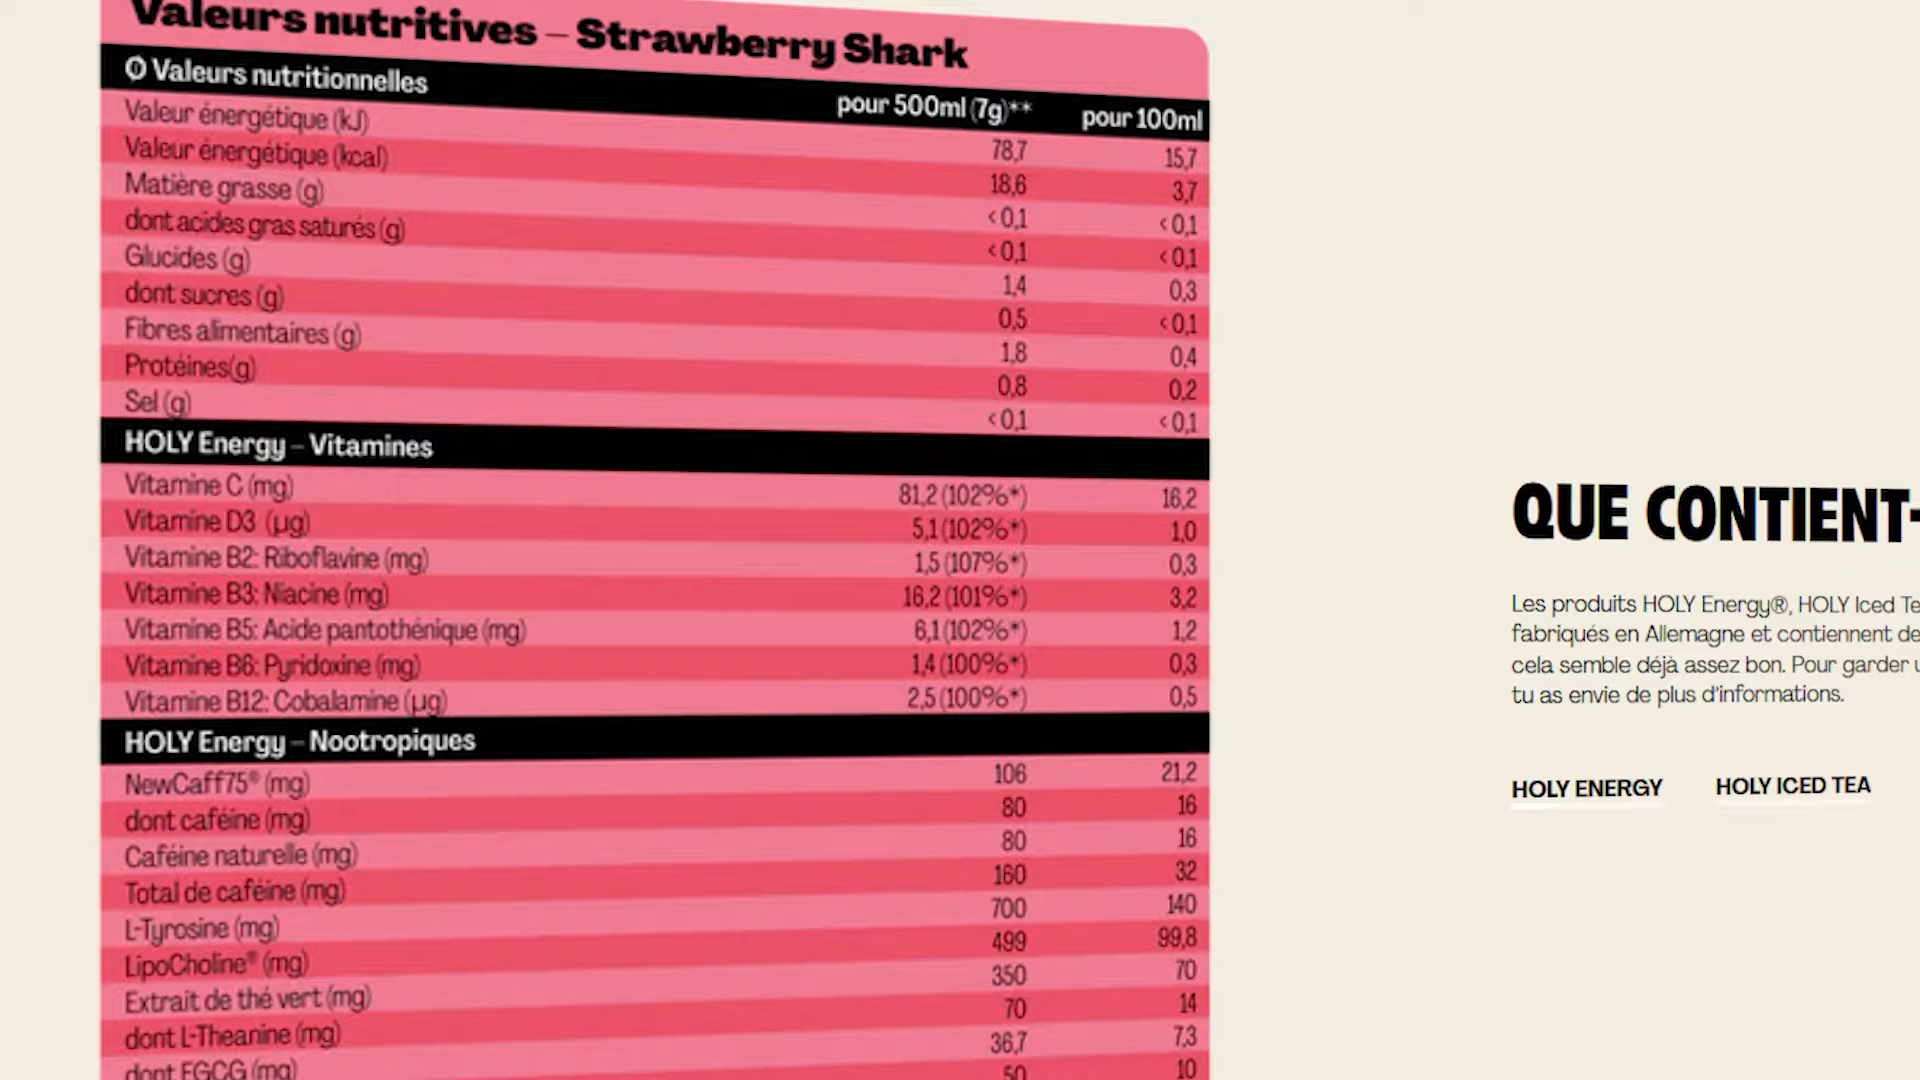 Valeurs nutritives – Strawberry Shark
Ø Valeurs nutritionnelles pour 500ml (7g)** pour 100ml
Valeur énergétique (kJ) 78,7 15,7
Valeur énergétique (kcal) 18,6 3,7
Matière grasse (g) <0,1 <0,1
dont acides gras saturés (g) <0,1 <0,1
Glucides (g) 1,4 0,3
dont sucres (g) 0,5 <0,1
Fibres alimentaires (g) 1,8 0,4
Protéines(g) 0,8 0,2
Sel (g) <0,1 <0,1
HOLY Energy – Vitamines
Vitamine C (mg) 81,2 (102%*) 16,2
Vitamine D3 (µg) 5,1 (102%*) 1,0
Vitamine B2: Riboflavine (mg) 1,5 (107%*) 0,3
Vitamine B3: Niacine (mg) 16,2 (101%*) 3,2
Vitamine B5: Acide pantothénique (mg) 6,1 (102%*) 1,2
Vitamine B6: Pyridoxine (mg) 1,4 (100%*) 0,3
Vitamine B12: Cobalamine (µg) 2,5 (100%*) 0,5
HOLY Energy – Nootropiques
NewCaff75® (mg) 106 21,2
dont caféine (mg) 80 16
Caféine naturelle (mg) 80 16
Total de caféine (mg) 160 32
L-Tyrosine (mg) 700 140
LipoCholine® (mg) 499 99,8
Extrait de thé vert (mg) 350 70
dont L-Theanine (mg) 70 14
dont EGCG (mg) 36,7 7,3
50 10
QUE CONTIENT-
Les produits HOLY Energy®, HOLY Iced Te
fabriqués en Allemagne et contiennent de
cela semble déjà assez bon. Pour garder u
tu as envie de plus d'informations.
HOLY ENERGY HOLY ICED TEA